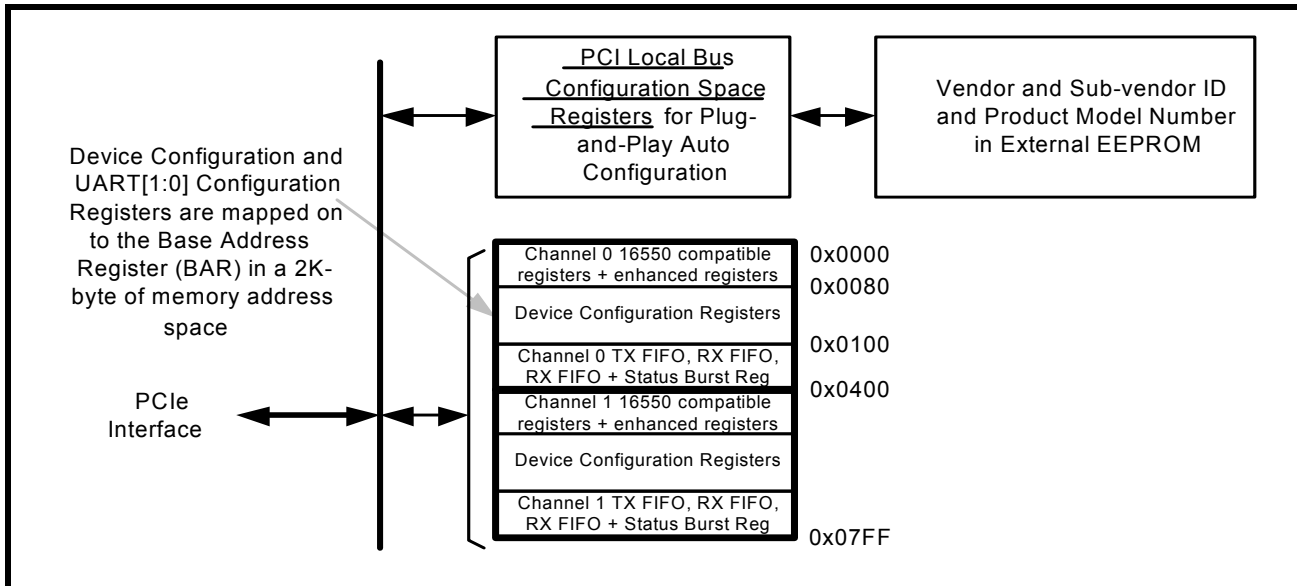 PCI Local Bus
Configuration Space
Registers for Plug-
and-Play Auto
Configuration
Vendor and Sub-vendor ID
and Product Model Number
in External EEPROM
Device Configuration and
UART[1:0] Configuration
Registers are mapped on
to the Base Address
Register (BAR) in a 2K-
byte of memory address
space
PCIe
Interface
Channel 0 16550 compatible
registers + enhanced registers
Device Configuration Registers
Channel 0 TX FIFO, RX FIFO,
RX FIFO + Status Burst Reg
Channel 1 16550 compatible
registers + enhanced registers
Device Configuration Registers
Channel 1 TX FIFO, RX FIFO,
RX FIFO + Status Burst Reg
0x0000
0x0080
0x0100
0x0400
0x07FF